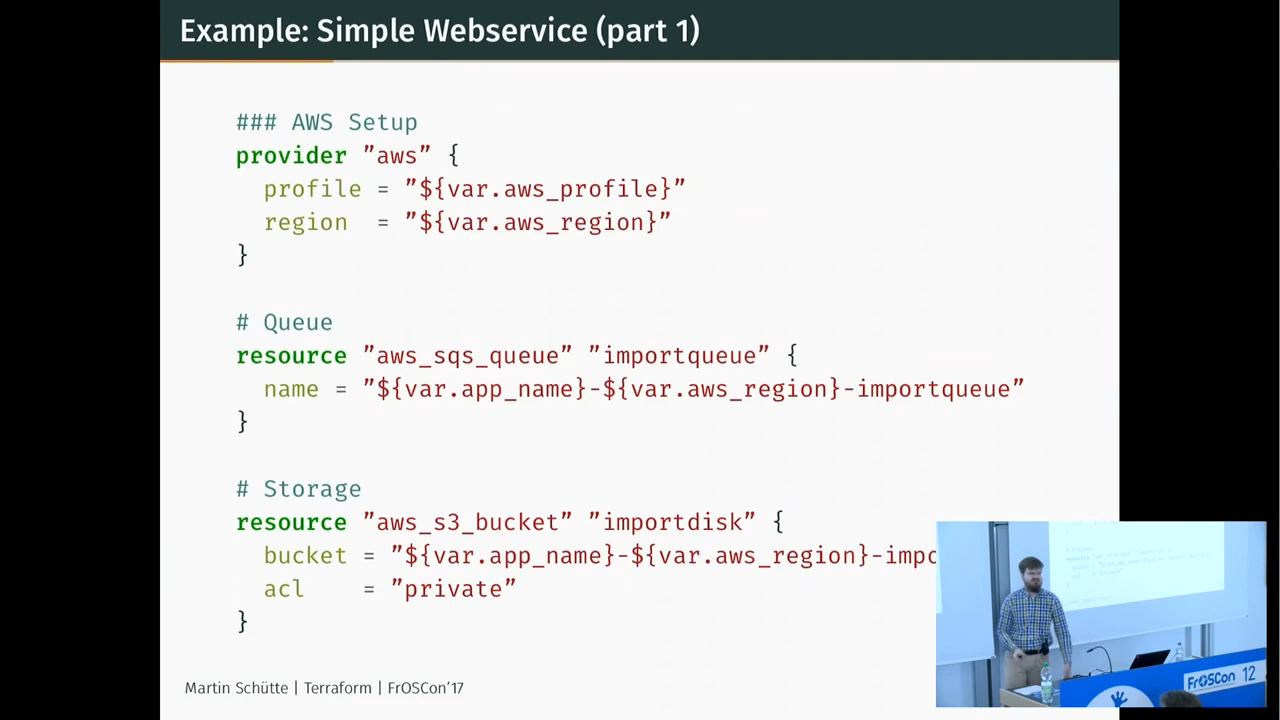 Example: Simple Webservice (part 1)
### AWS Setup
provider ”aws” {
  profile = ”${var.aws_profile}”
  region  = ”${var.aws_region}”
}
# Queue
resource ”aws_sqs_queue” ”importqueue” {
  name = ”${var.app_name}-${var.aws_region}-importqueue”
}
# Storage
resource ”aws_s3_bucket” ”importdisk” {
  bucket = ”${var.app_name}-${var.aws_region}-impo
  acl    = ”private”
}
Martin Schütte | Terraform | FrOSCon’17
FrOSCon 12